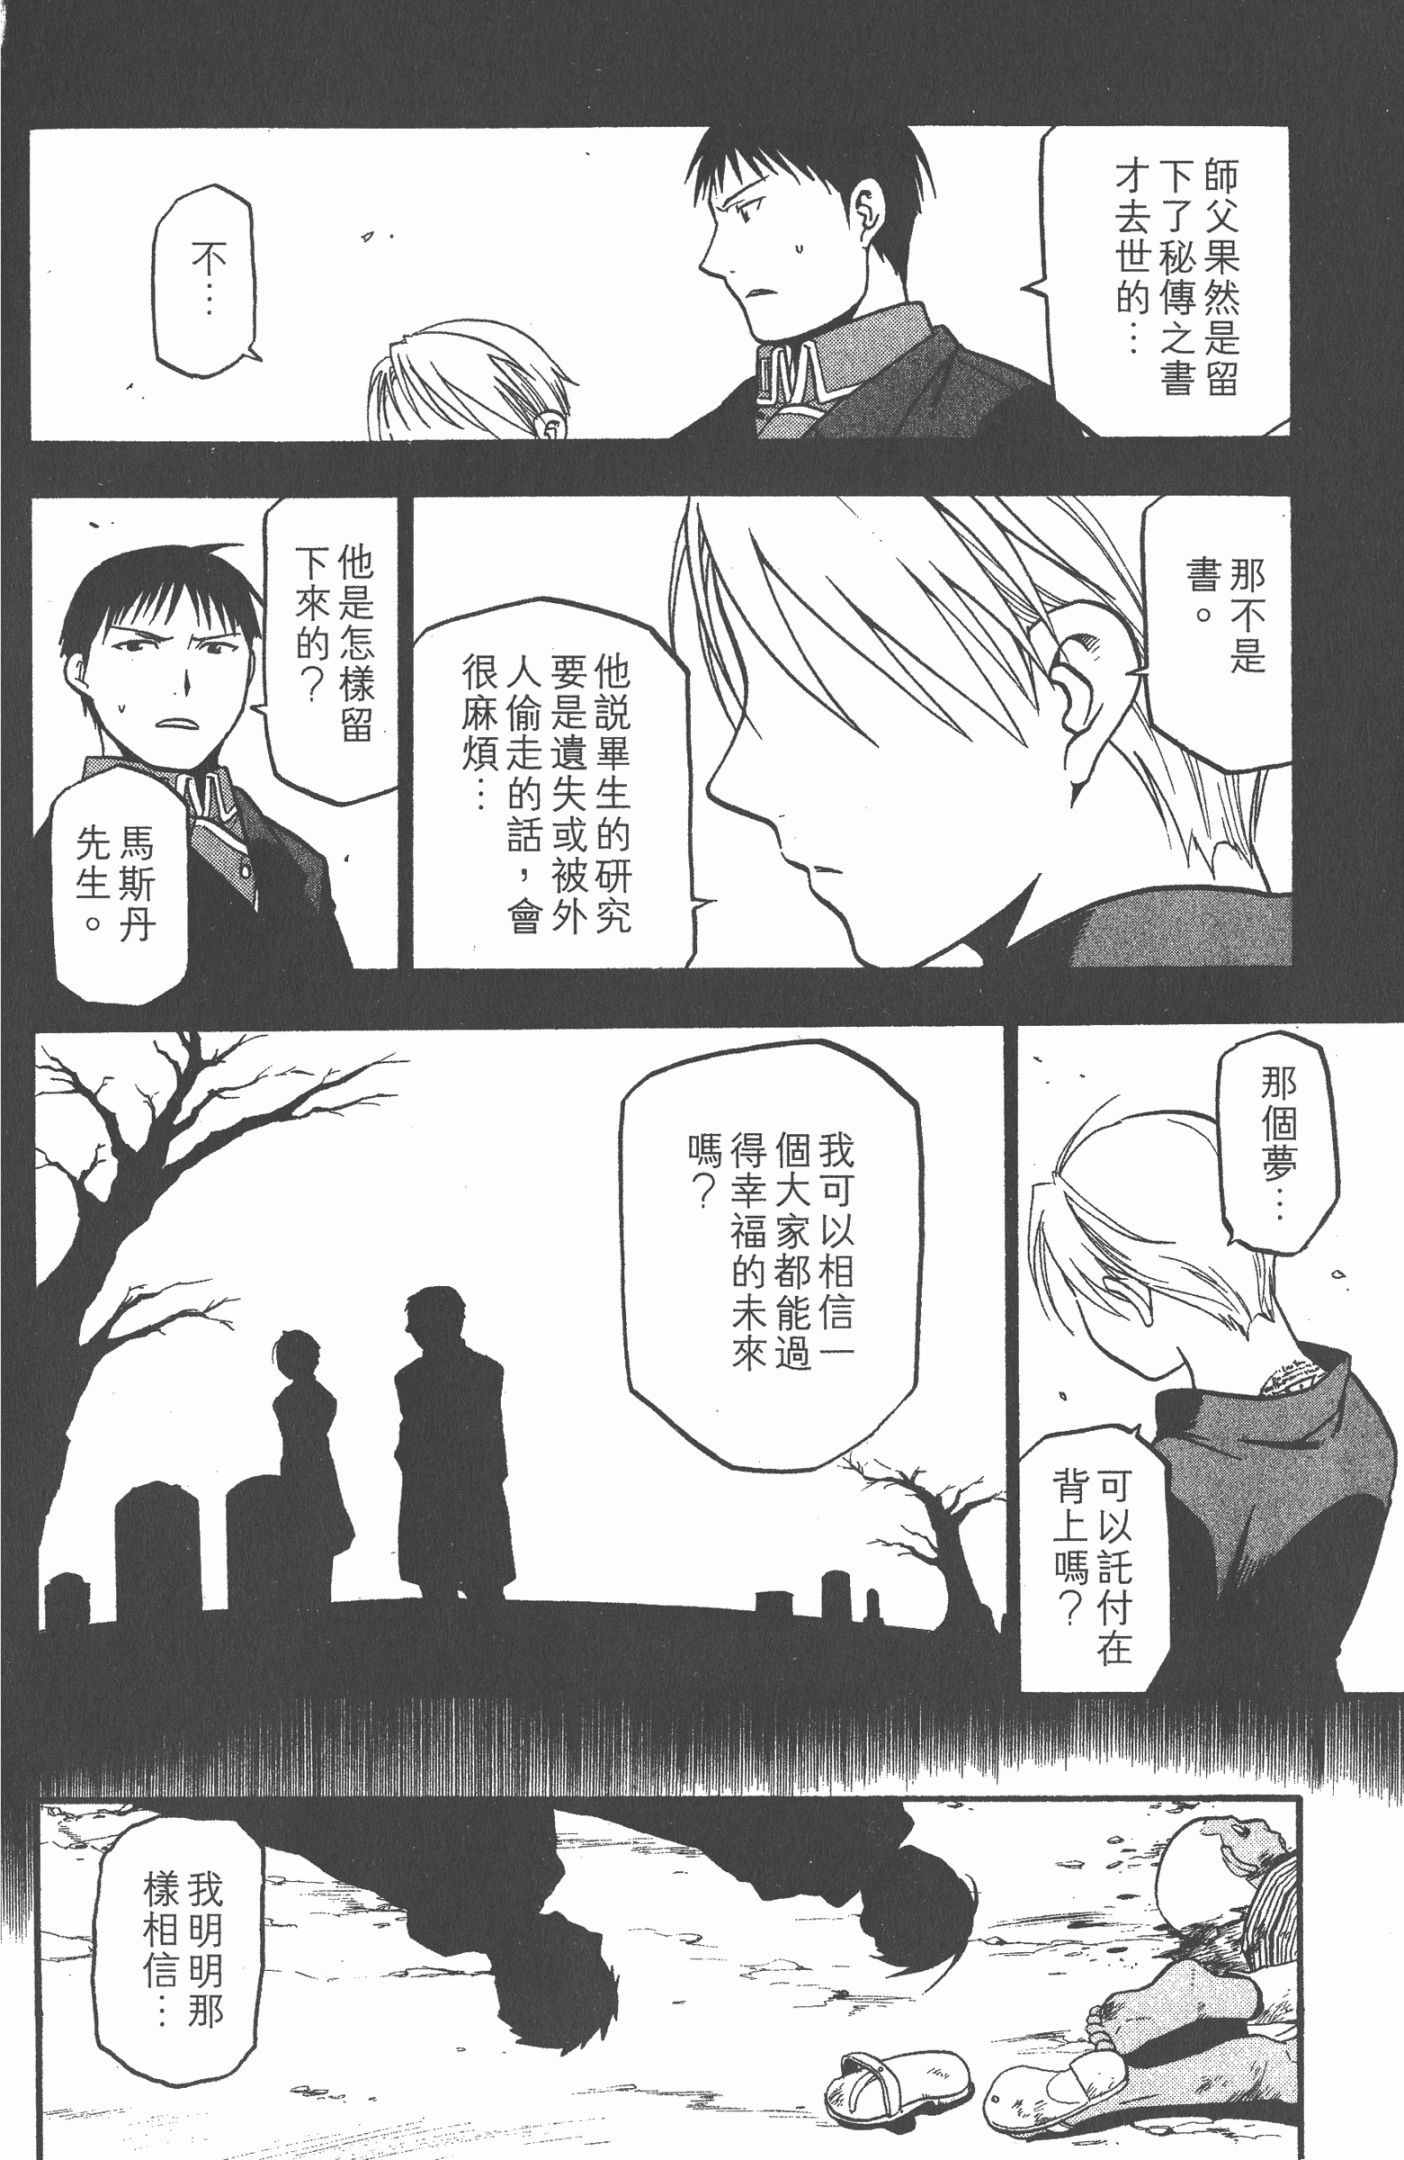 師父果然是留
下了秘傳之書
才去世的…
不…
那不是
書。
他説畢生的研究
要是遺失或被外
人偷走的話，會
很麻煩…
他是怎樣留
下來的？
馬斯丹
先生。
那個夢…
可以託付在
背上嗎？
我可以相信一
個大家都能過
得幸福的未來
嗎？
我明明那
樣相信…